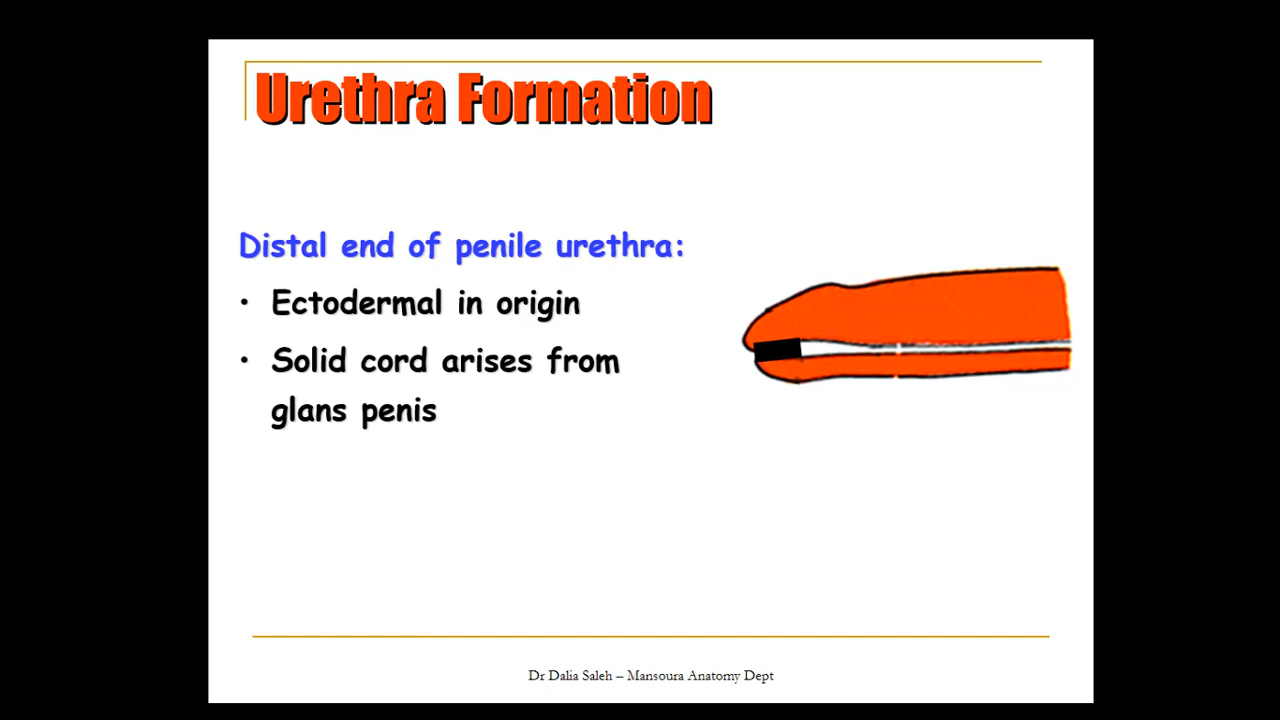 Urethra Formation
Distal end of penile urethra:
• Ectodermal in origin
• Solid cord arises from
glans penis
Dr Dalia Saleh – Mansoura Anatomy Dept